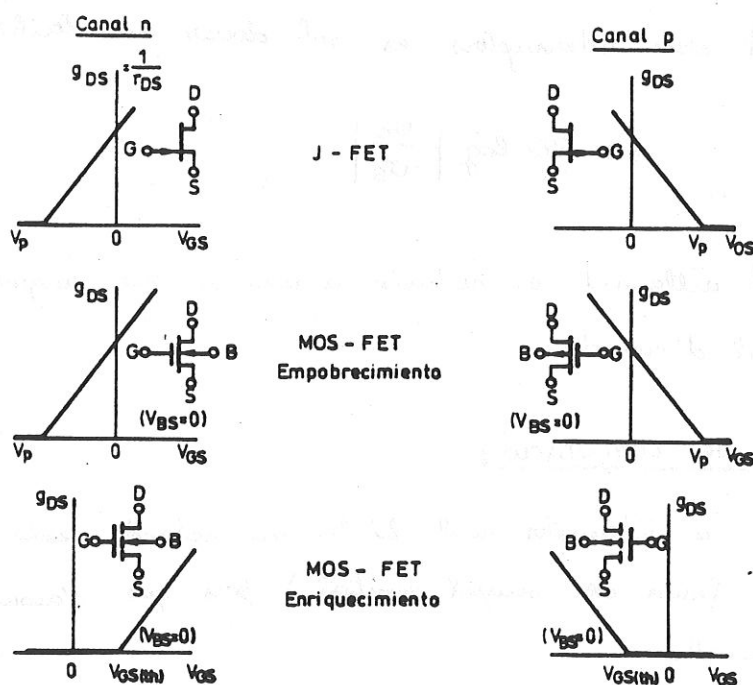 Canal n
Canal p
g_DS = 1/r_DS
g_DS
D
G
S
D
G
S
J - FET
V_p 0 V_GS
0 V_p V_OS
g_DS
g_DS
D
G B
S
D
B G
S
MOS - FET
Empobrecimiento
(V_BS=0)
(V_BS=0)
V_p 0 V_GS
0 V_p V_GS
g_DS
g_DS
D
G B
S
D
B G
S
MOS - FET
Enriquecimiento
(V_BS=0)
(V_BS=0)
0 V_GS(th) V_GS
V_GS(th) 0 V_GS